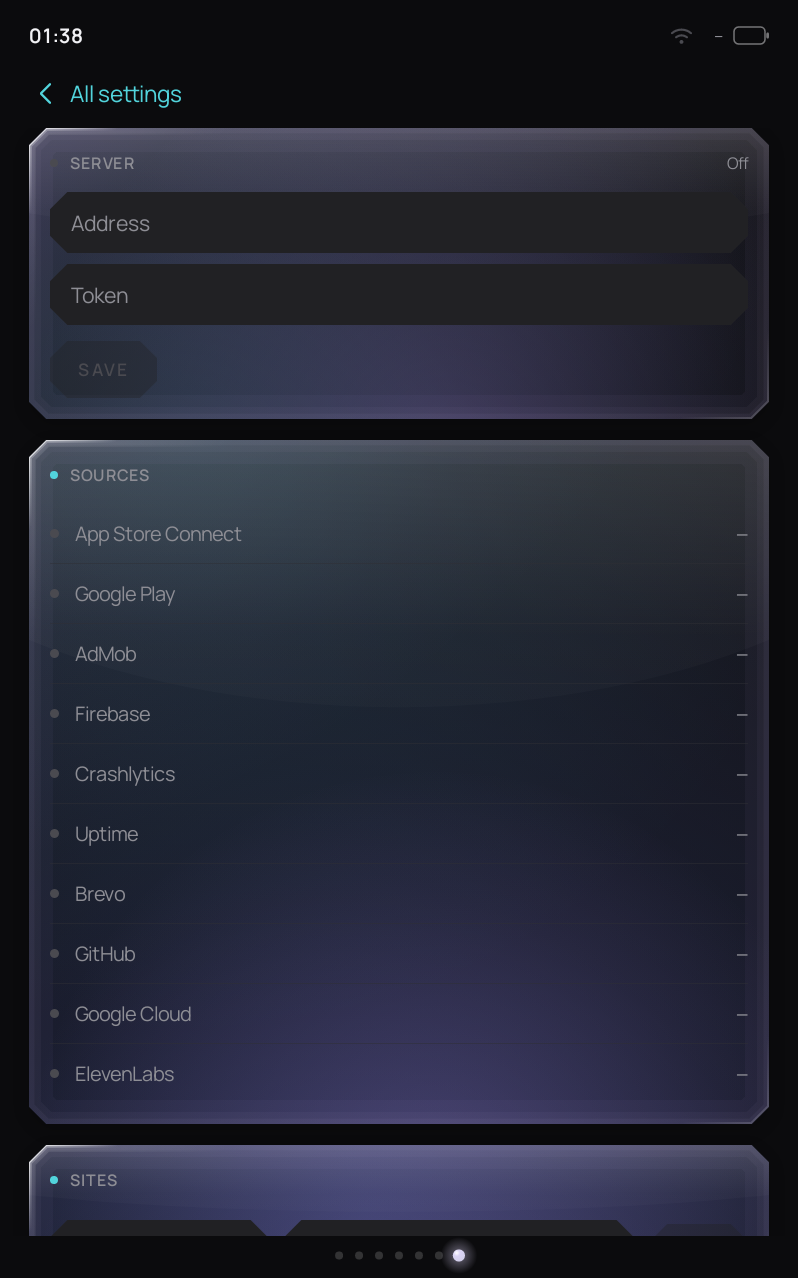 01:38
–
All settings
SERVER Off
Address
Token
SAVE
SOURCES
App Store Connect –
Google Play –
AdMob –
Firebase –
Crashlytics –
Uptime –
Brevo –
GitHub –
Google Cloud –
ElevenLabs –
SITES